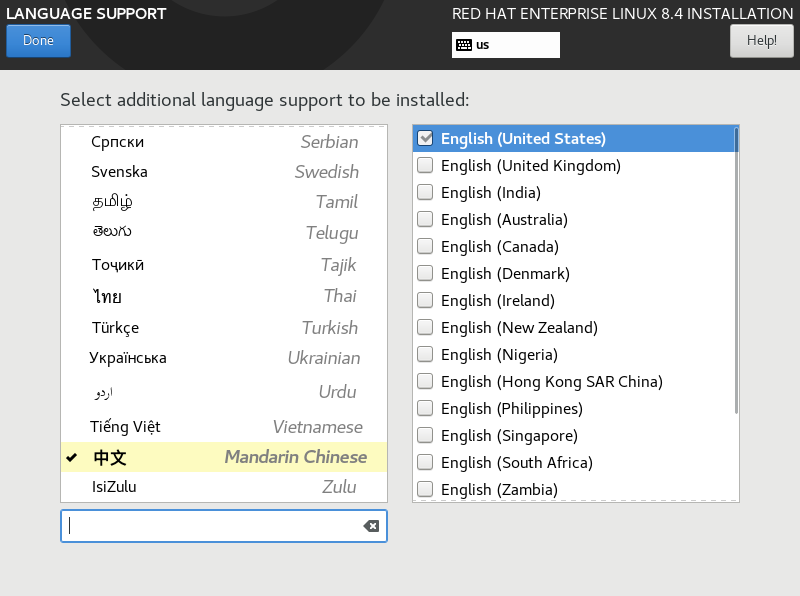 LANGUAGE SUPPORT
RED HAT ENTERPRISE LINUX 8.4 INSTALLATION
Done
us
Help!
Select additional language support to be installed:
Српски Serbian
Svenska Swedish
தமிழ் Tamil
తెలుగు Telugu
Тоҷикӣ Tajik
ไทย Thai
Türkçe Turkish
Українська Ukrainian
اردو Urdu
Tiếng Việt Vietnamese
中文 Mandarin Chinese
IsiZulu Zulu
English (United States)
English (United Kingdom)
English (India)
English (Australia)
English (Canada)
English (Denmark)
English (Ireland)
English (New Zealand)
English (Nigeria)
English (Hong Kong SAR China)
English (Philippines)
English (Singapore)
English (South Africa)
English (Zambia)